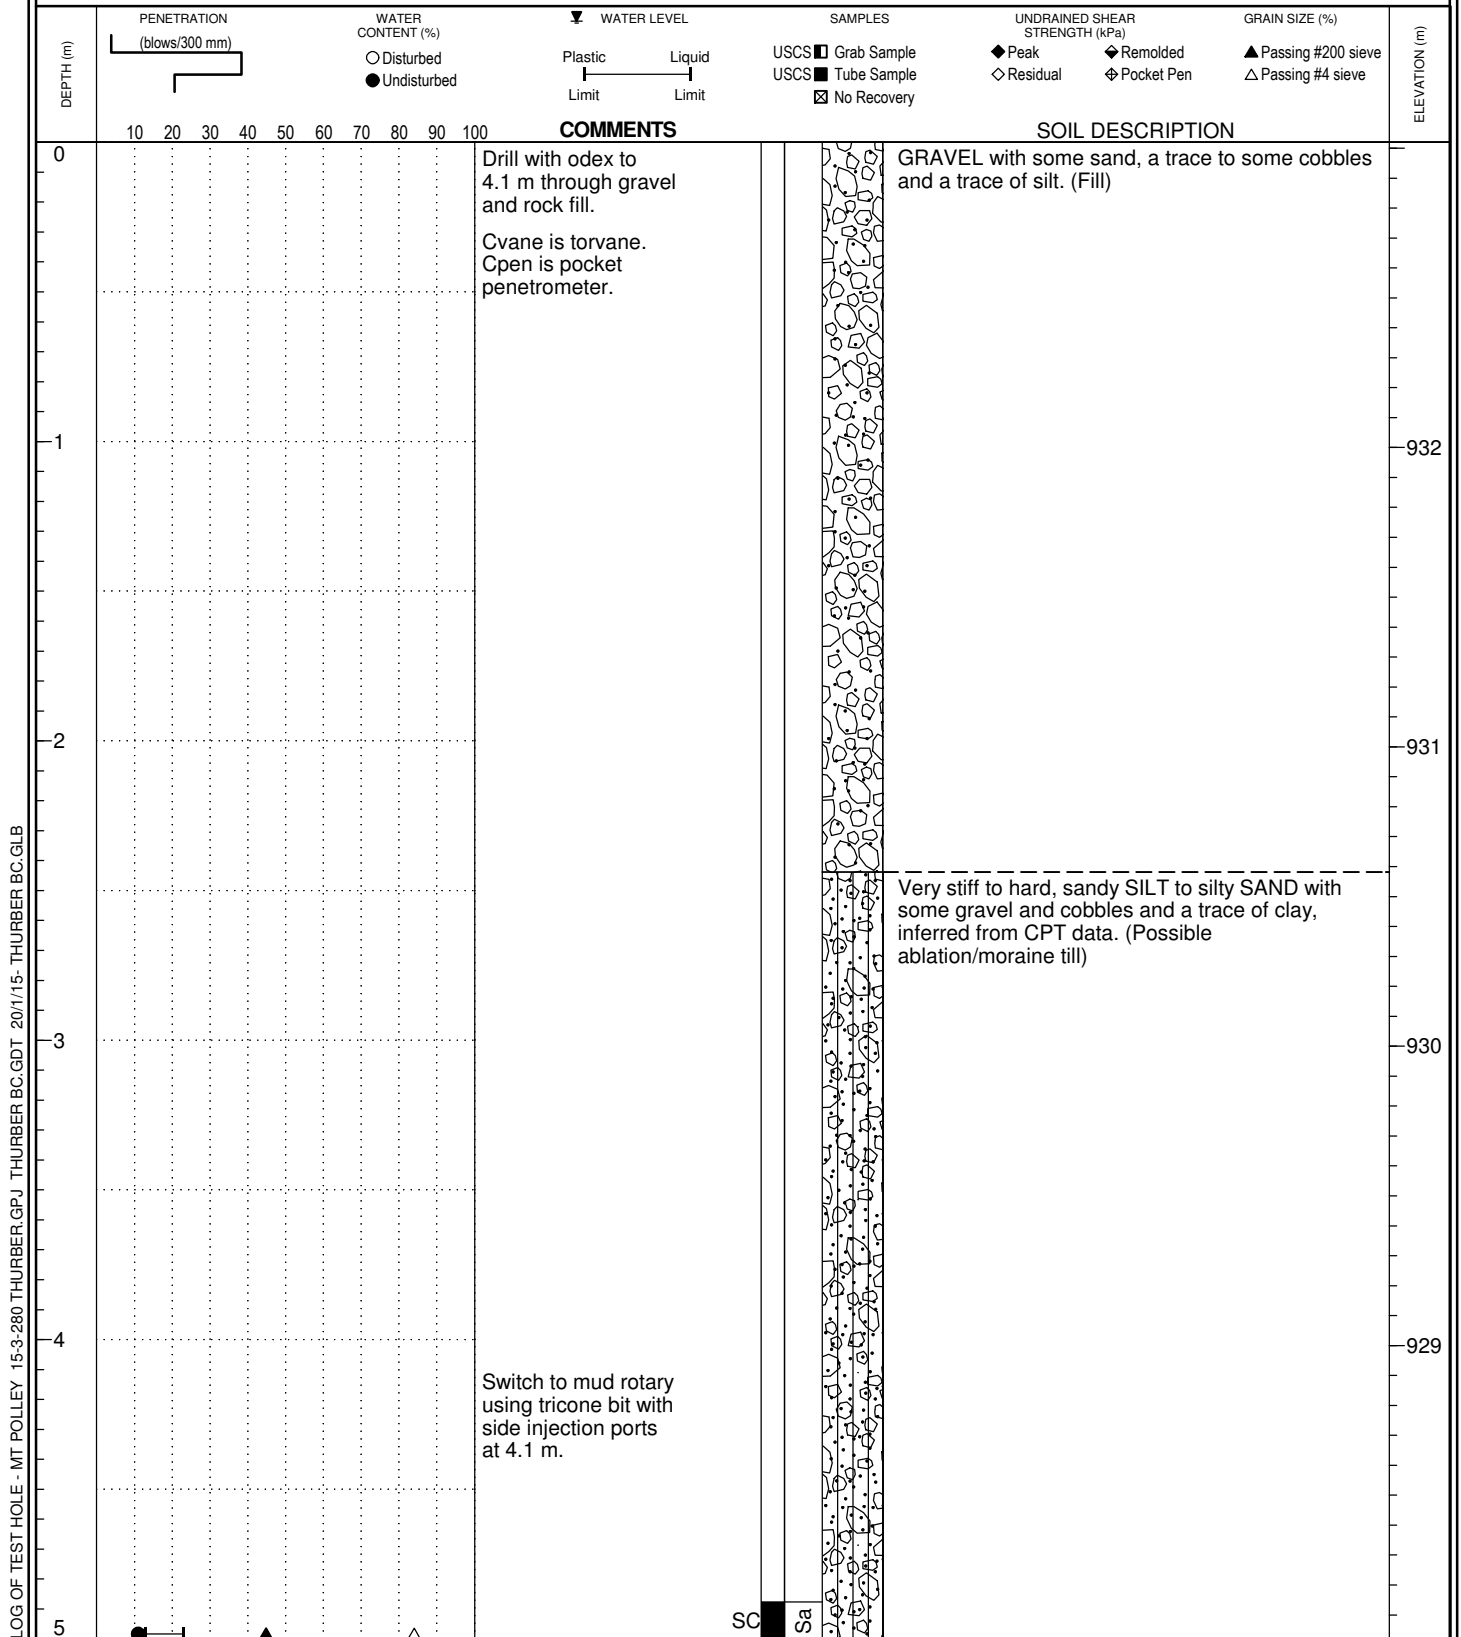 PENETRATION
(blows/300 mm)
WATER
CONTENT (%)
Disturbed
Undisturbed
WATER LEVEL
Plastic Liquid
Limit Limit
SAMPLES
USCS Grab Sample
USCS Tube Sample
No Recovery
UNDRAINED SHEAR
STRENGTH (kPa)
Peak Remolded
Residual Pocket Pen
GRAIN SIZE (%)
Passing #200 sieve
Passing #4 sieve
DEPTH (m)
ELEVATION (m)
10 20 30 40 50 60 70 80 90 100
COMMENTS
SOIL DESCRIPTION
0
Drill with odex to
4.1 m through gravel
and rock fill.
Cvane is torvane.
Cpen is pocket
penetrometer.
GRAVEL with some sand, a trace to some cobbles
and a trace of silt. (Fill)
1
932
2
931
Very stiff to hard, sandy SILT to silty SAND with
some gravel and cobbles and a trace of clay,
inferred from CPT data. (Possible
ablation/moraine till)
3
930
4
929
Switch to mud rotary
using tricone bit with
side injection ports
at 4.1 m.
5
SC
Sa
LOG OF TEST HOLE - MT POLLEY 15-3-280 THURBER.GPJ THURBER BC.GDT 20/1/15- THURBER BC.GLB